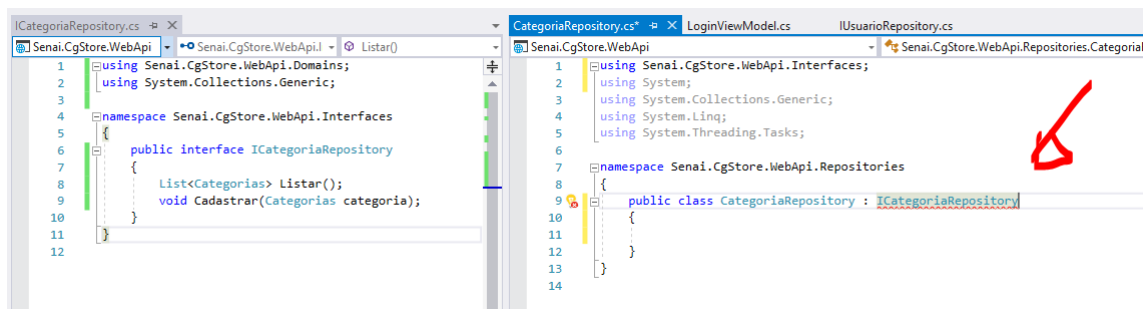 ICategoriaRepository.cs
Senai.CgStore.WebApi
Senai.CgStore.WebApi.I
Listar()
1 using Senai.CgStore.WebApi.Domains;
2 using System.Collections.Generic;
3
4 namespace Senai.CgStore.WebApi.Interfaces
5 {
6 public interface ICategoriaRepository
7 {
8 List<Categorias> Listar();
9 void Cadastrar(Categorias categoria);
10 }
11 }
12
CategoriaRepository.cs* LoginViewModel.cs IUsuarioRepository.cs
Senai.CgStore.WebApi
Senai.CgStore.WebApi.Repositories.Categorial
1 using Senai.CgStore.WebApi.Interfaces;
2 using System;
3 using System.Collections.Generic;
4 using System.Linq;
5 using System.Threading.Tasks;
6
7 namespace Senai.CgStore.WebApi.Repositories
8 {
9 public class CategoriaRepository : ICategoriaRepository
10 {
11
12 }
13 }
14